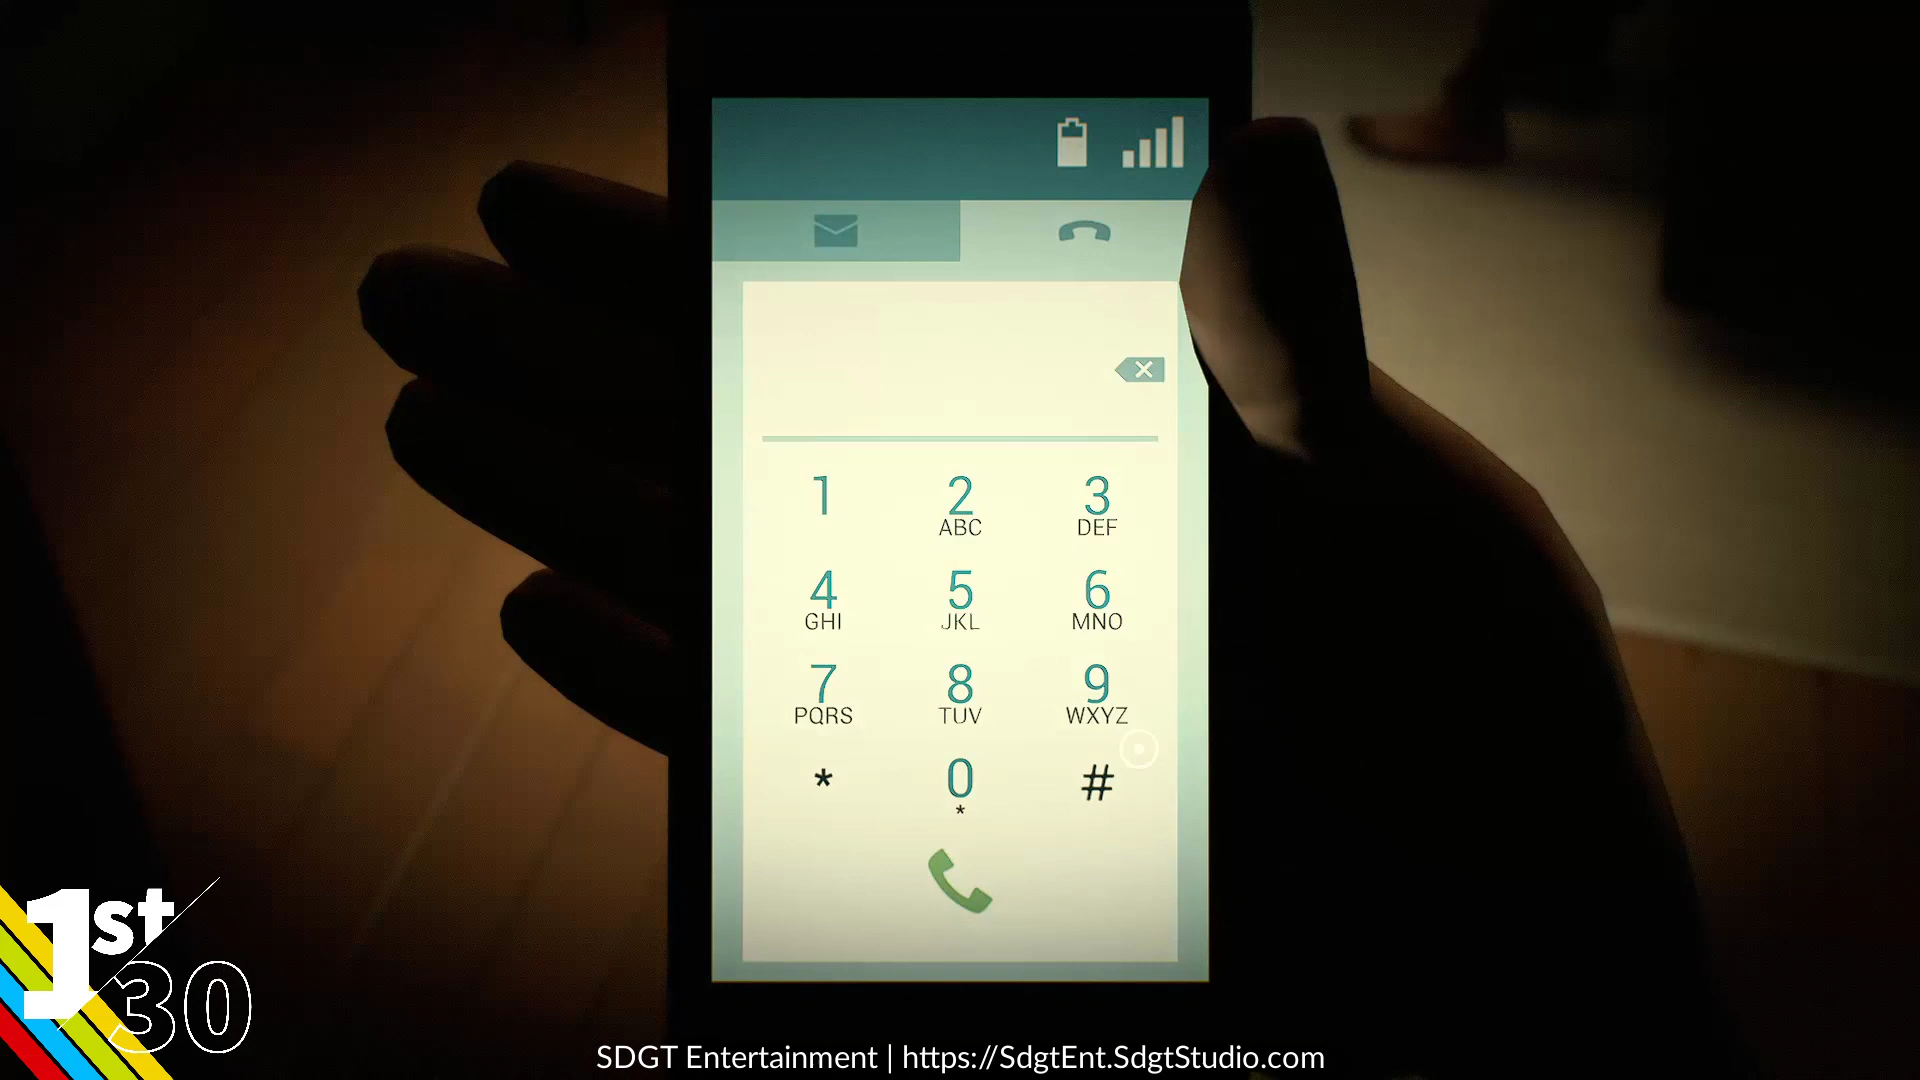 1 2 3
ABC DEF
4 5 6
GHI JKL MNO
7 8 9
PQRS TUV WXYZ
* 0 #
*
1st
30
SDGT Entertainment | https://SdgtEnt.SdgtStudio.com